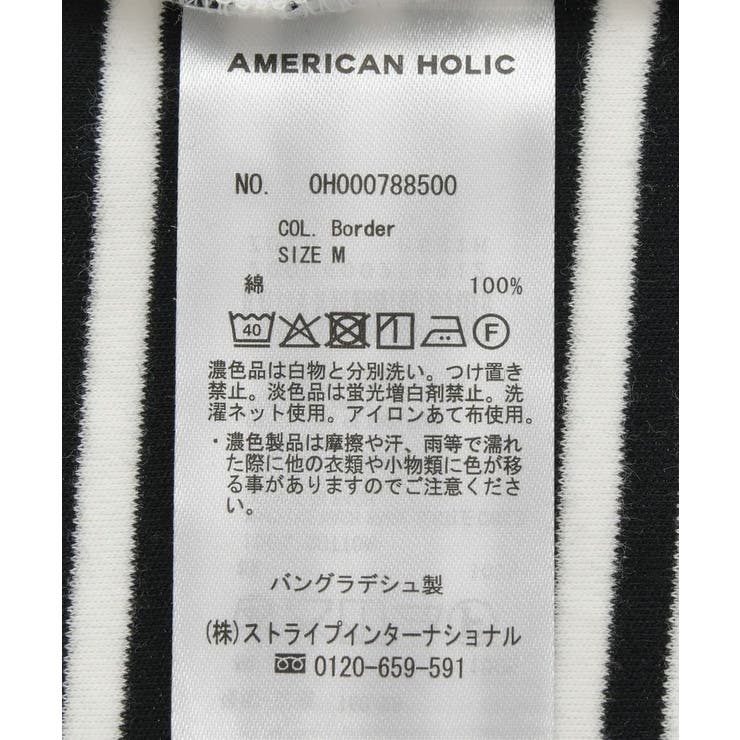 AMERICAN HOLIC
NO. 0H000788500
COL. Border
SIZE M
綿 100%
40 F
濃色品は白物と分別洗い。つけ置き
禁止。淡色品は蛍光増白剤禁止。洗
濯ネット使用。アイロンあて布使用。
・濃色製品は摩擦や汗、雨等で濡れ
た際に他の衣類や小物類に色が移
る事がありますのでご注意くださ
い。
バングラデシュ製
(株)ストライプインターナショナル
0120-659-591